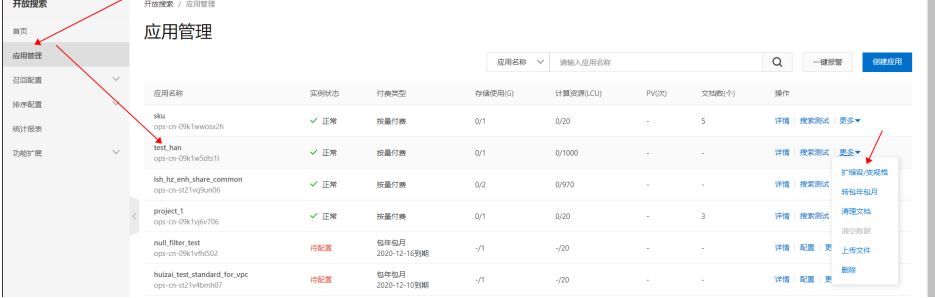 开放搜索
开放搜索 / 应用管理
首页
应用管理
应用管理
召回配置
排序配置
统计报表
功能扩展
应用名称 请输入应用名称 一键报警 创建应用
应用名称 实例状态 付费类型 存储使用(G) 计算资源(LCU) PV(次) 文档数(个) 操作
sku 正常 按量付费 0/1 0/20 - 5 详情 搜索测试 更多
ops-cn-09k1wwosx2h
test_han 正常 按量付费 0/1 0/1000 - - 详情 搜索测试 更多
ops-cn-09k1w5dts1l
lsh_hz_enh_share_common 正常 按量付费 0/2 0/970 - - 详情 搜索测试
ops-cn-st21vq9un06
project_1 正常 按量付费 0/1 0/20 - 3 详情 搜索测试
ops-cn-09k1vj6v706
null_filter_test 待配置 包年包月 -/1 -/20 - - 详情 配置 更
ops-cn-09k1vfhl502 2020-12-16到期
huizai_test_standard_for_vpc 待配置 包年包月 -/1 -/20 - - 详情 配置 更
ops-cn-st21v4bmh07 2020-12-10到期
扩缩容/变规格
转包年包月
清理文档
清空数据
上传文件
删除